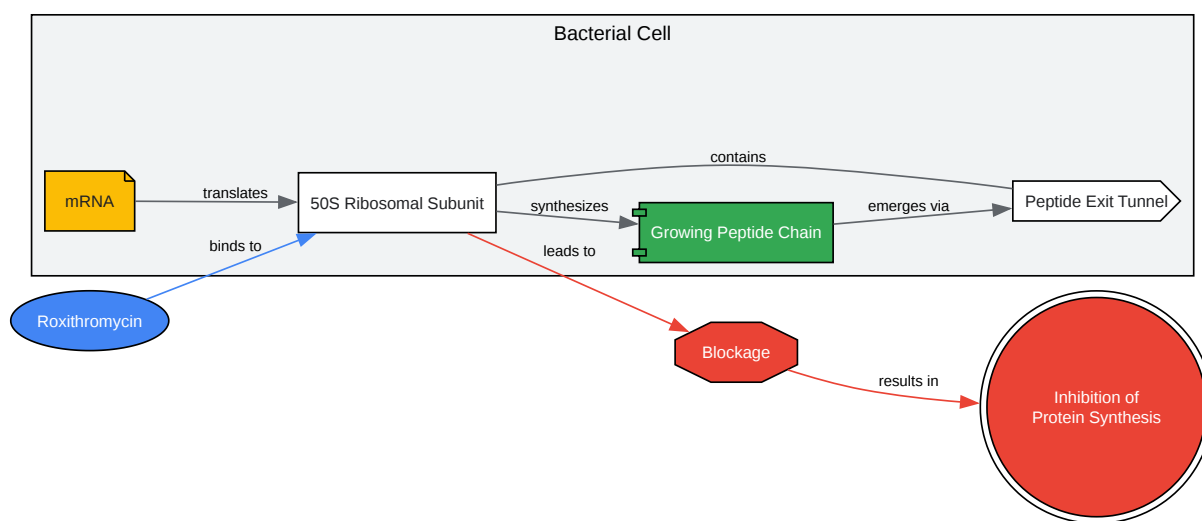 Bacterial Cell
contains
mRNA
translates
50S Ribosomal Subunit
synthesizes
Growing Peptide Chain
emerges via
Peptide Exit Tunnel
binds to
leads to
Roxithromycin
Blockage
results in
Inhibition of
Protein Synthesis